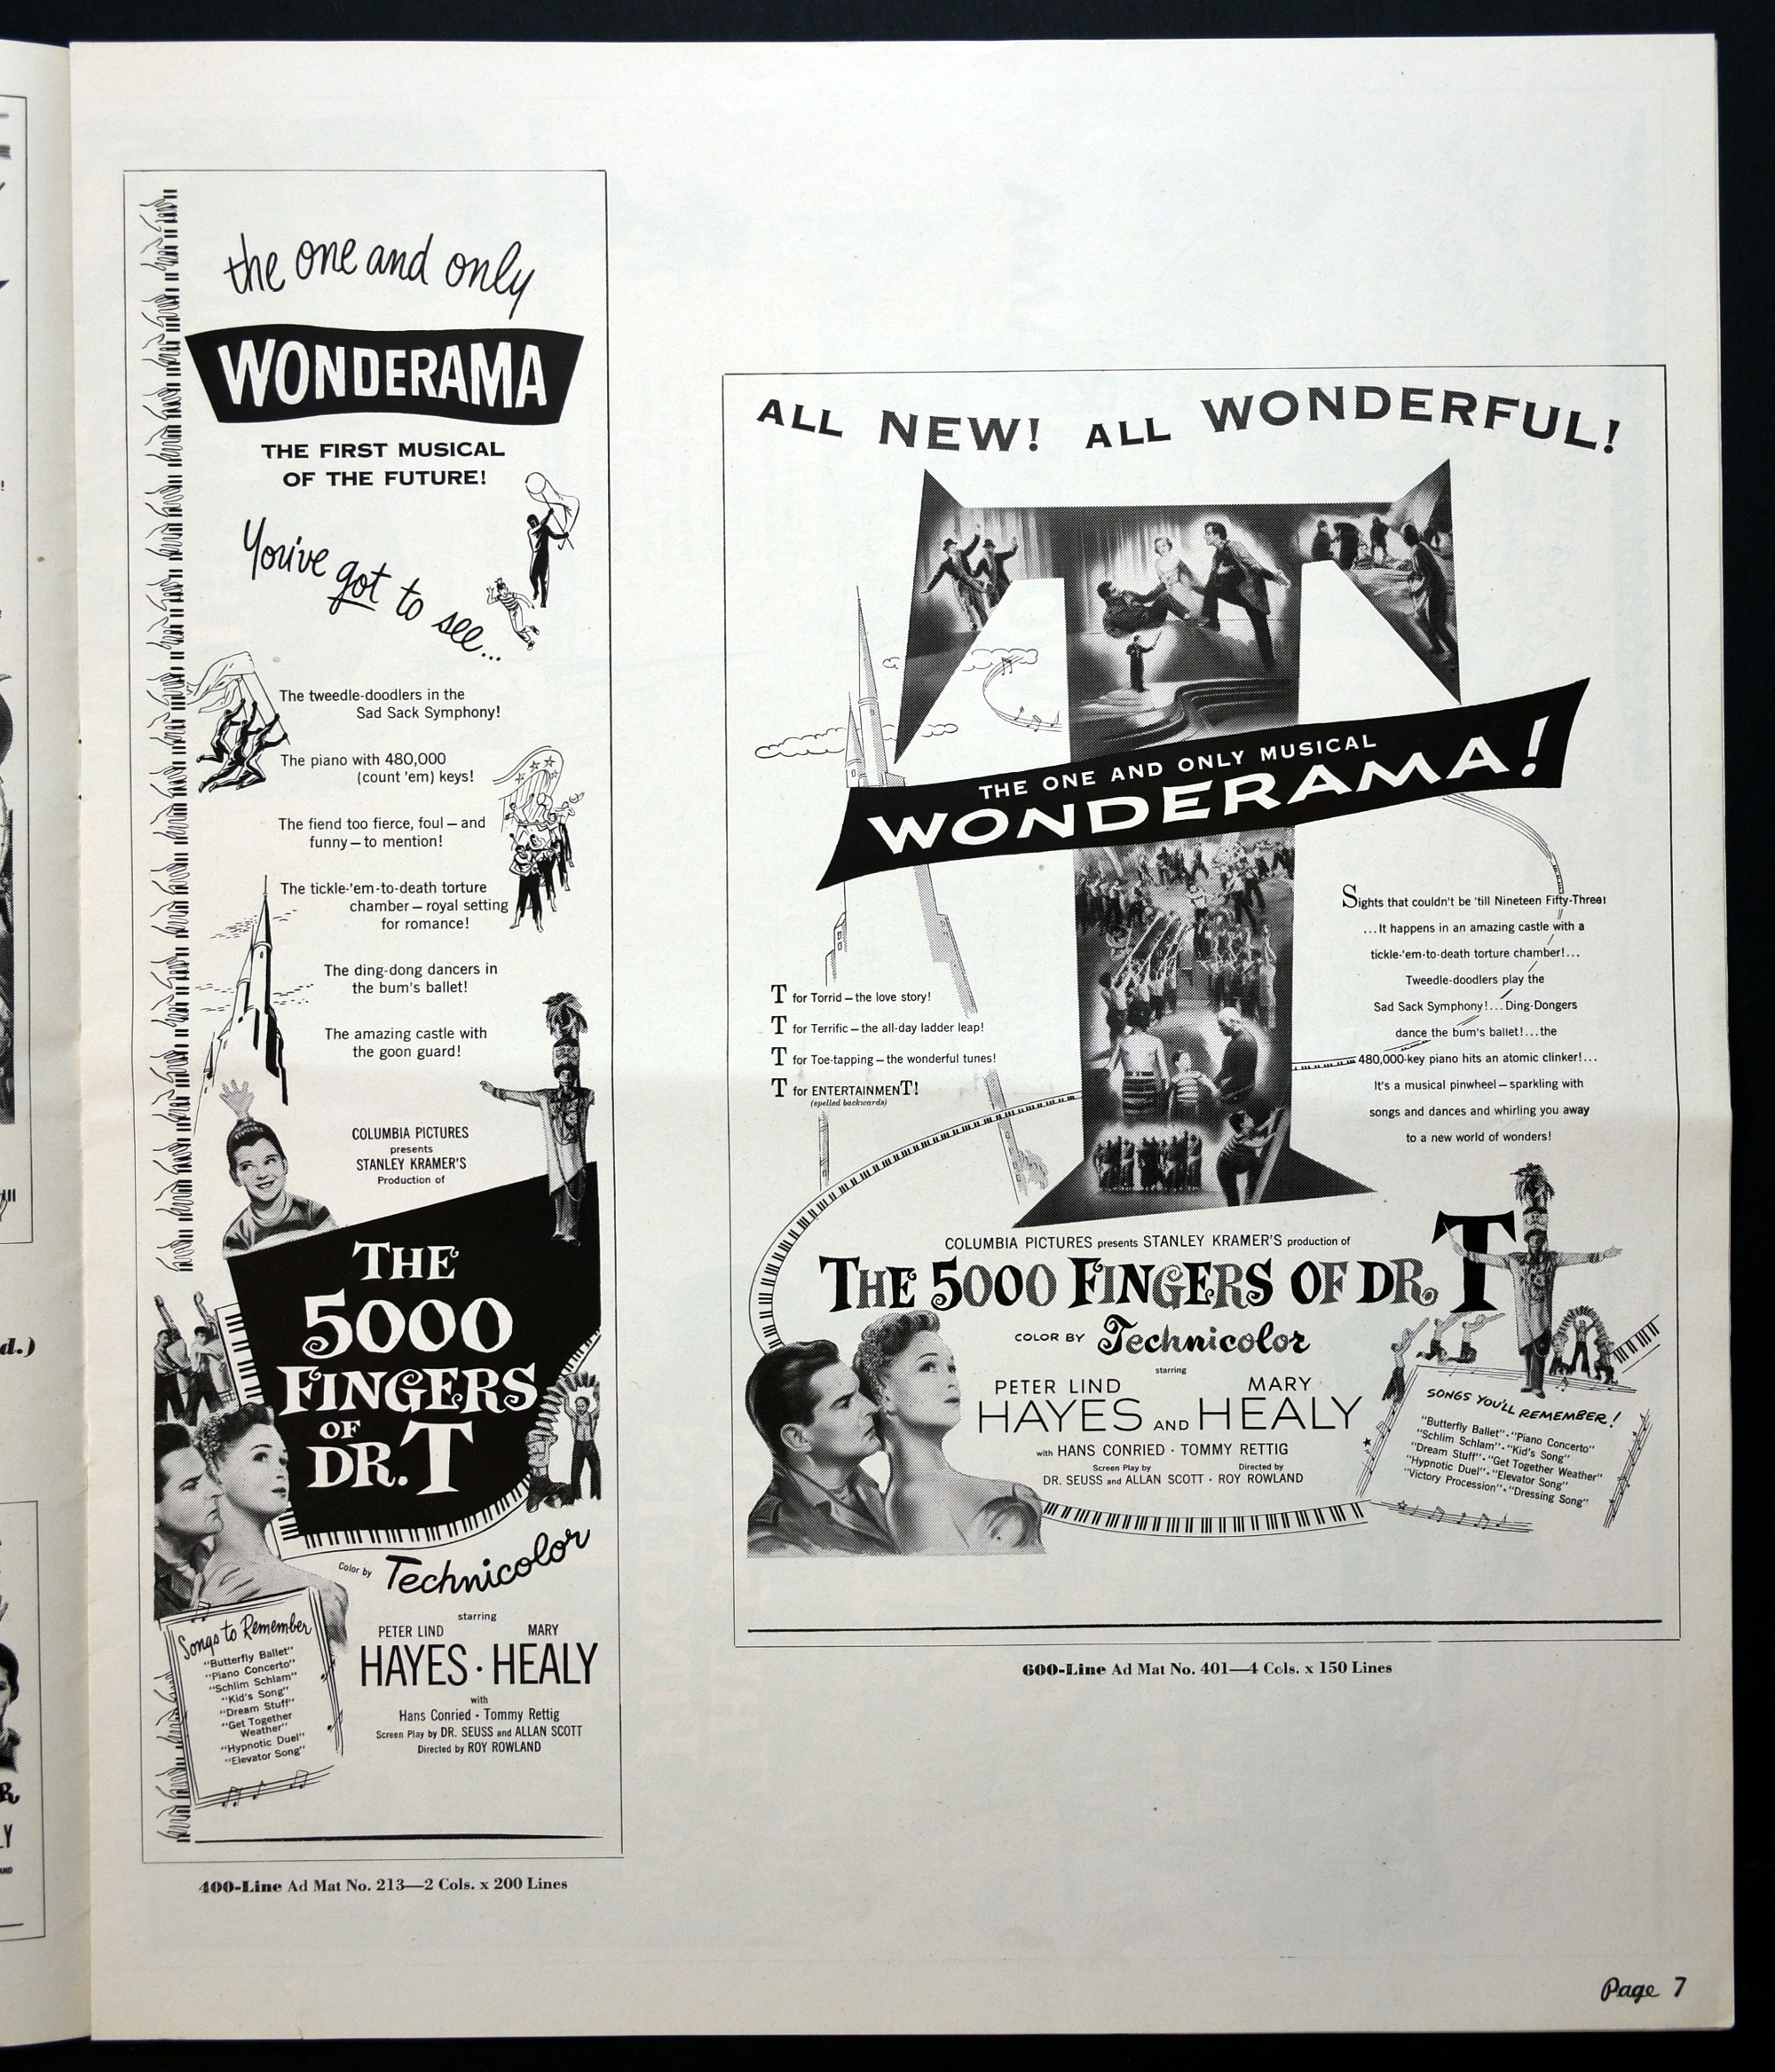 the one and only
WONDERAMA
THE FIRST MUSICAL
OF THE FUTURE!
You've got to see...
The tweedle-doodlers in the
Sad Sack Symphony!
The piano with 480,000
(count 'em) keys!
The fiend too fierce, foul — and
funny — to mention!
The tickle-'em-to-death torture
chamber — royal setting
for romance!
The ding-dong dancers in
the bum's ballet!
The amazing castle with
the goon guard!
COLUMBIA PICTURES
presents
STANLEY KRAMER'S
Production of
THE
5000
FINGERS
OF
DR. T
Color by Technicolor
starring
PETER LIND MARY
HAYES · HEALY
with
Hans Conried · Tommy Rettig
Screen Play by DR. SEUSS and ALLAN SCOTT
Directed by ROY ROWLAND
Songs to Remember
"Butterfly Ballet"
"Piano Concerto"
"Schlim Schlam"
"Kid's Song"
"Dream Stuff"
"Get Together
Weather"
"Hypnotic Duel"
"Elevator Song"
400-Line Ad Mat No. 213—2 Cols. x 200 Lines
ALL NEW! ALL WONDERFUL!
THE ONE AND ONLY MUSICAL
WONDERAMA!
T for Torrid — the love story!
T for Terrific — the all-day ladder leap!
T for Toe-tapping — the wonderful tunes!
T for ENTERTAINMENT!
(spelled backwards)
Sights that couldn't be 'till Nineteen Fifty-Three!
...It happens in an amazing castle with a
tickle-'em-to-death torture chamber!...
Tweedle-doodlers play the
Sad Sack Symphony!...Ding-Dongers
dance the bum's ballet!...the
480,000-key piano hits an atomic clinker!...
It's a musical pinwheel — sparkling with
songs and dances and whirling you away
to a new world of wonders!
COLUMBIA PICTURES presents STANLEY KRAMER'S production of
THE 5000 FINGERS OF DR. T
COLOR BY Technicolor
starring
PETER LIND MARY
HAYES AND HEALY
with HANS CONRIED · TOMMY RETTIG
Screen Play by Directed by
DR. SEUSS and ALLAN SCOTT · ROY ROWLAND
SONGS YOU'LL REMEMBER!
"Butterfly Ballet" · "Piano Concerto"
"Schlim Schlam" · "Kid's Song"
"Dream Stuff" · "Get Together Weather"
"Hypnotic Duel" · "Elevator Song"
"Victory Procession" · "Dressing Song"
600-Line Ad Mat No. 401—4 Cols. x 150 Lines
Page 7
d.)